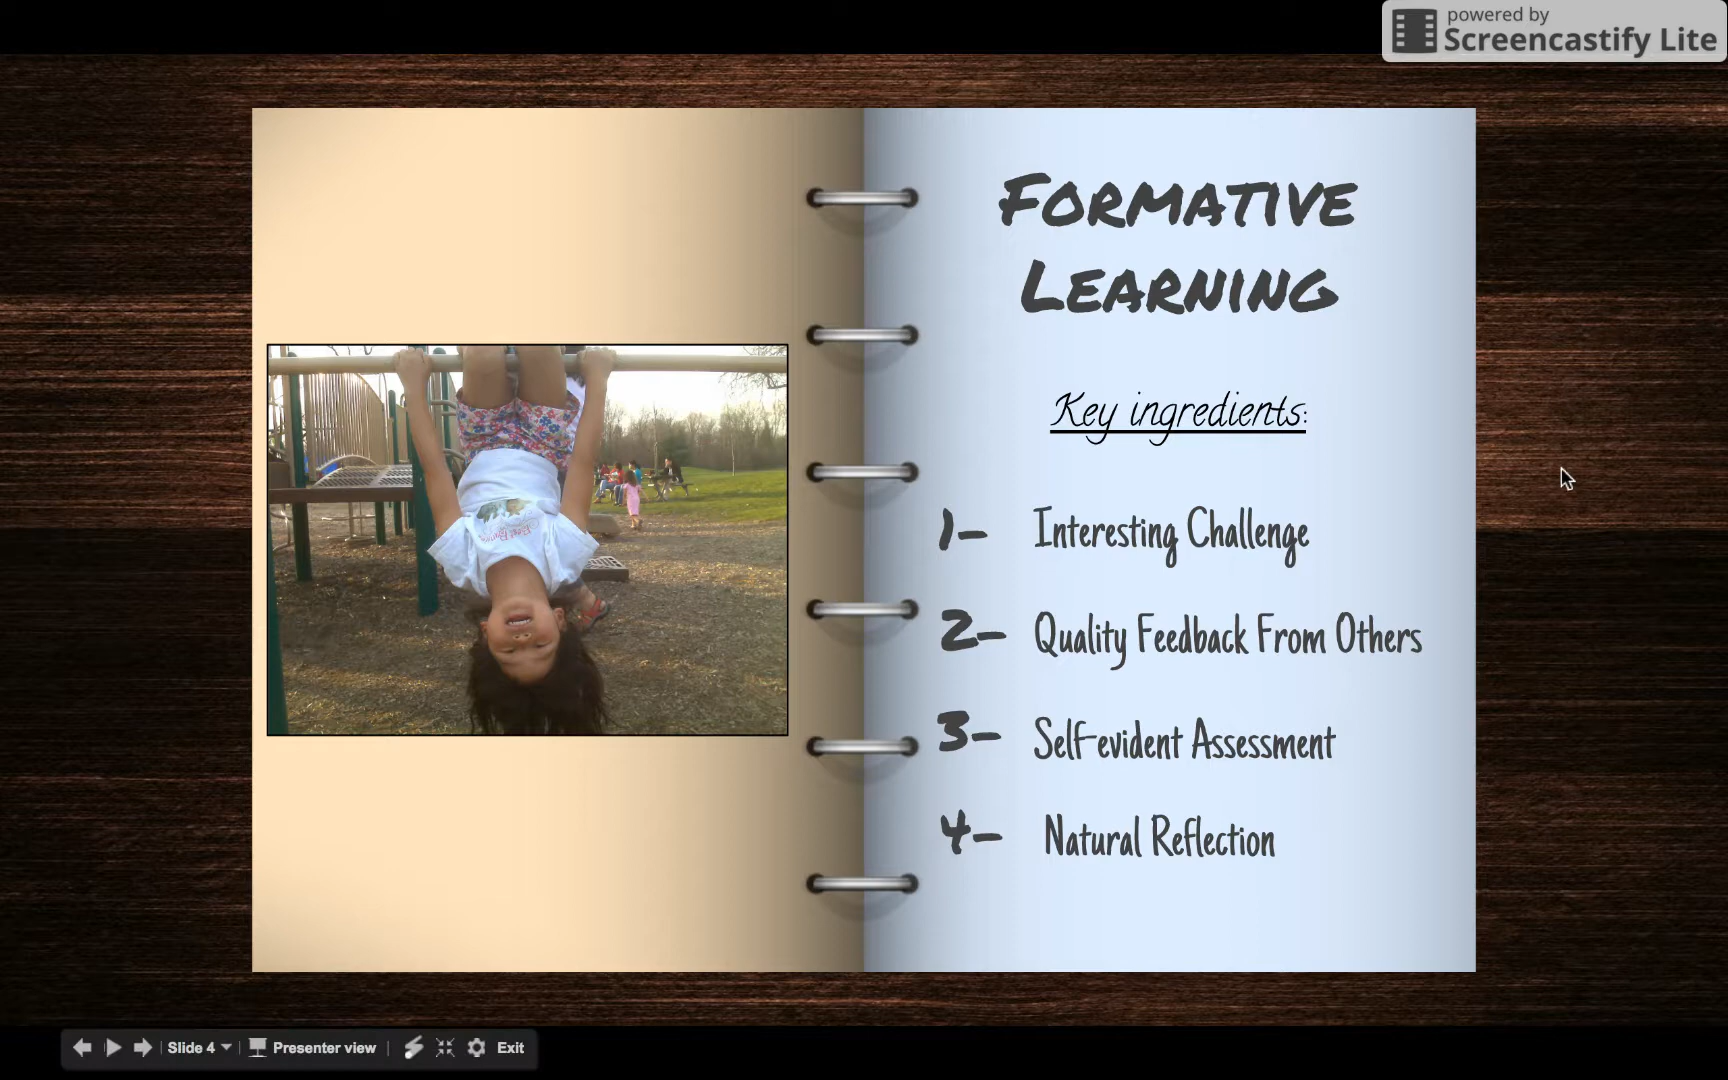 powered by
Screencastify Lite
Formative
Learning
Key ingredients:
1- Interesting Challenge
2- Quality Feedback From Others
3- Self-evident Assessment
4- Natural Reflection
Slide 4
Presenter view
Exit